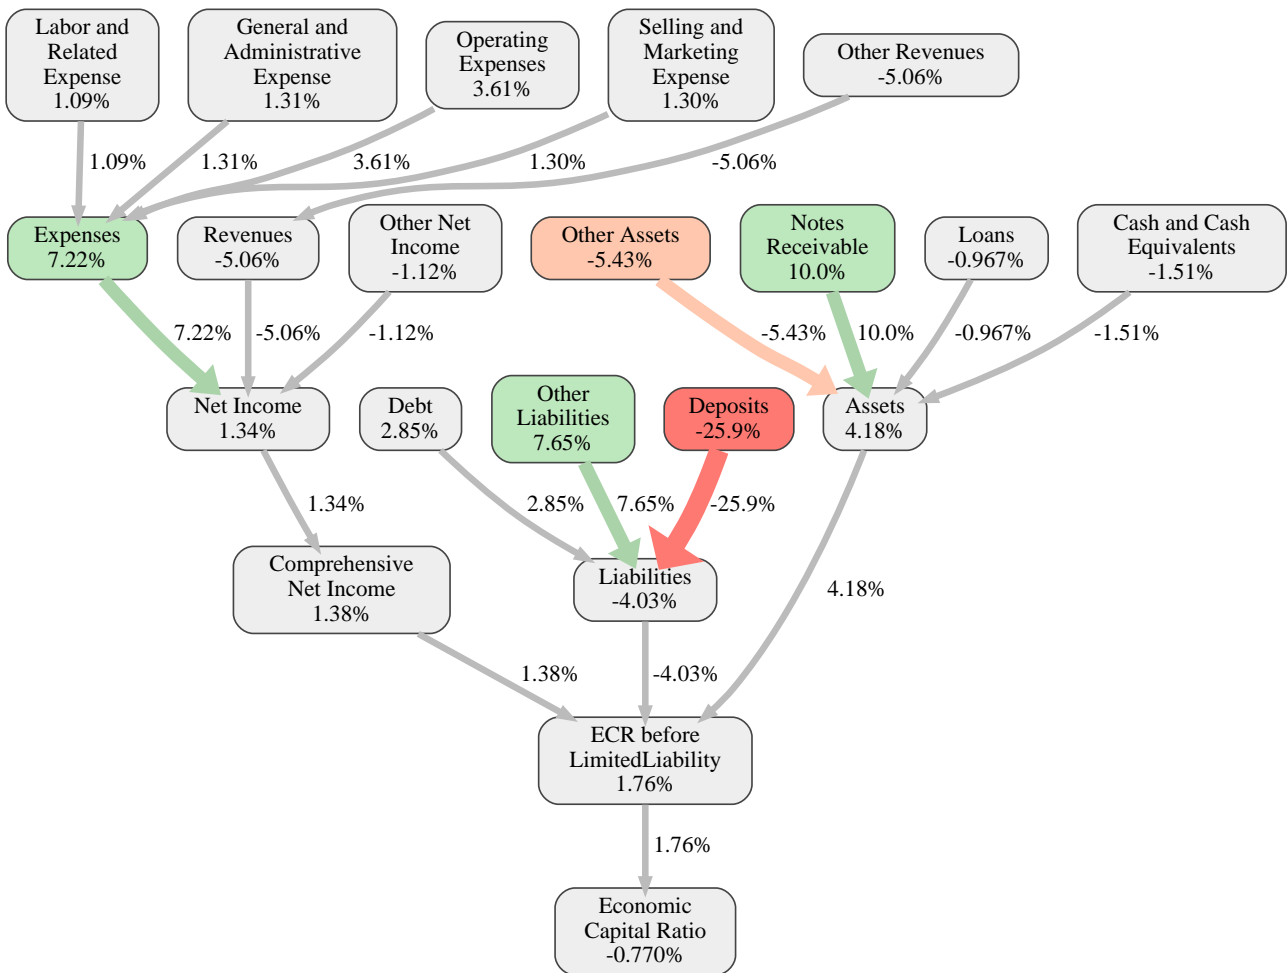 Labor and
Related
Expense
1.09%
General and
Administrative
Expense
1.31%
Operating
Expenses
3.61%
Selling and
Marketing
Expense
1.30%
Other Revenues
-5.06%
1.09%
1.31%
3.61%
1.30%
-5.06%
Expenses
7.22%
Revenues
-5.06%
Other Net
Income
-1.12%
Other Assets
-5.43%
Notes
Receivable
10.0%
Loans
-0.967%
Cash and Cash
Equivalents
-1.51%
7.22%
-5.06%
-1.12%
-5.43%
10.0%
-0.967%
-1.51%
Net Income
1.34%
Debt
2.85%
Other
Liabilities
7.65%
Deposits
-25.9%
Assets
4.18%
1.34%
2.85%
7.65%
-25.9%
Comprehensive
Net Income
1.38%
Liabilities
-4.03%
4.18%
1.38%
-4.03%
ECR before
LimitedLiability
1.76%
1.76%
Economic
Capital Ratio
-0.770%